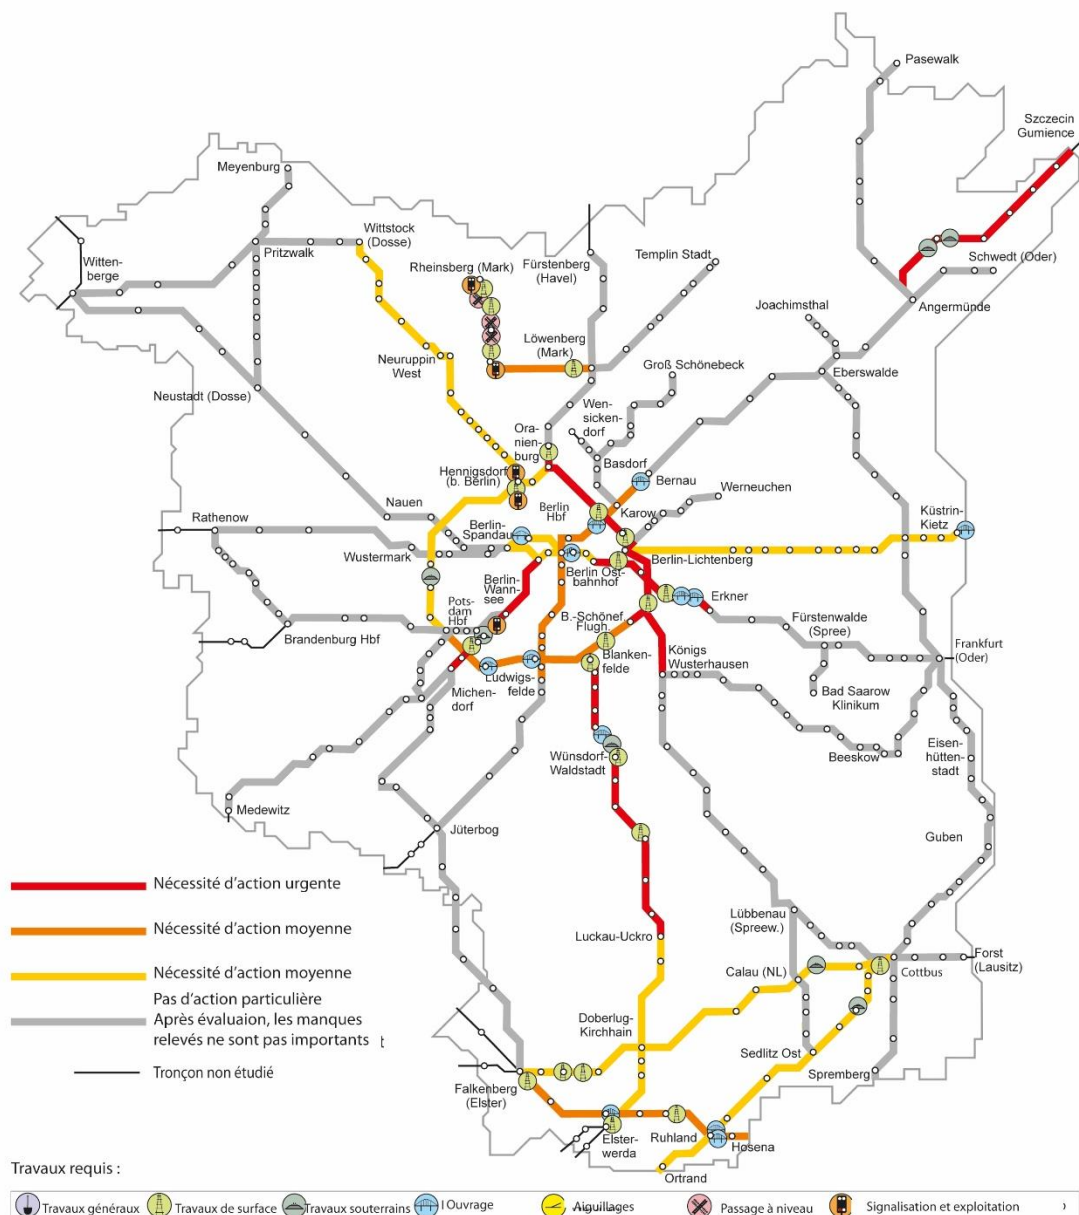 Pasewalk
Szczecin
Gumience
Meyenburg
Wittstock
(Dosse)
Witten-
berge
Pritzwalk
Rheinsberg (Mark)
Fürstenberg
(Havel)
Templin Stadt
Schwedt (Oder)
Angermünde
Joachimsthal
Löwenberg
(Mark)
Neuruppin
West
Groß Schönebeck
Eberswalde
Neustadt (Dosse)
Wen-
sicken-
dorf
Ora-
nien-
burg
Basdorf
Hennigsdorf
(b. Berlin)
Bernau
Werneuchen
Nauen
Berlin
Hbf
Karow
Küstrin-
Kietz
Rathenow
Berlin-
Spandau
Wustermark
Berlin-Lichtenberg
Berlin Ost-
bahnhof
Berlin-
Wann-
see
Erkner
Pots-
dam
Hbf
B.-Schönef.
Flugh.
Fürstenwalde
(Spree)
Brandenburg Hbf
Frankfurt
(Oder)
Königs
Wusterhausen
Blanken-
felde
Ludwigs-
felde
Michen-
dorf
Bad Saarow
Klinikum
Eisen-
hütten-
stadt
Beeskow
Wünsdorf-
Waldstadt
Medewitz
Jüterbog
Guben
Nécessité d'action urgente
Nécessité d'action moyenne
Nécessité d'action moyenne
Pas d'action particulière
Après évaluaion, les manques
relevés ne sont pas importants t
Tronçon non étudié
Lübbenau
(Spreew.)
Luckau-Uckro
Forst
(Lausitz)
Cottbus
Calau (NL)
Doberlug-
Kirchhain
Sedlitz Ost
Spremberg
Falkenberg
(Elster)
Elster-
werda
Ruhland
Hosena
Ortrand
Travaux requis :
Travaux généraux Travaux de surface Travaux souterrains Ouvrage Aiguillages Passage à niveau Signalisation et exploitation